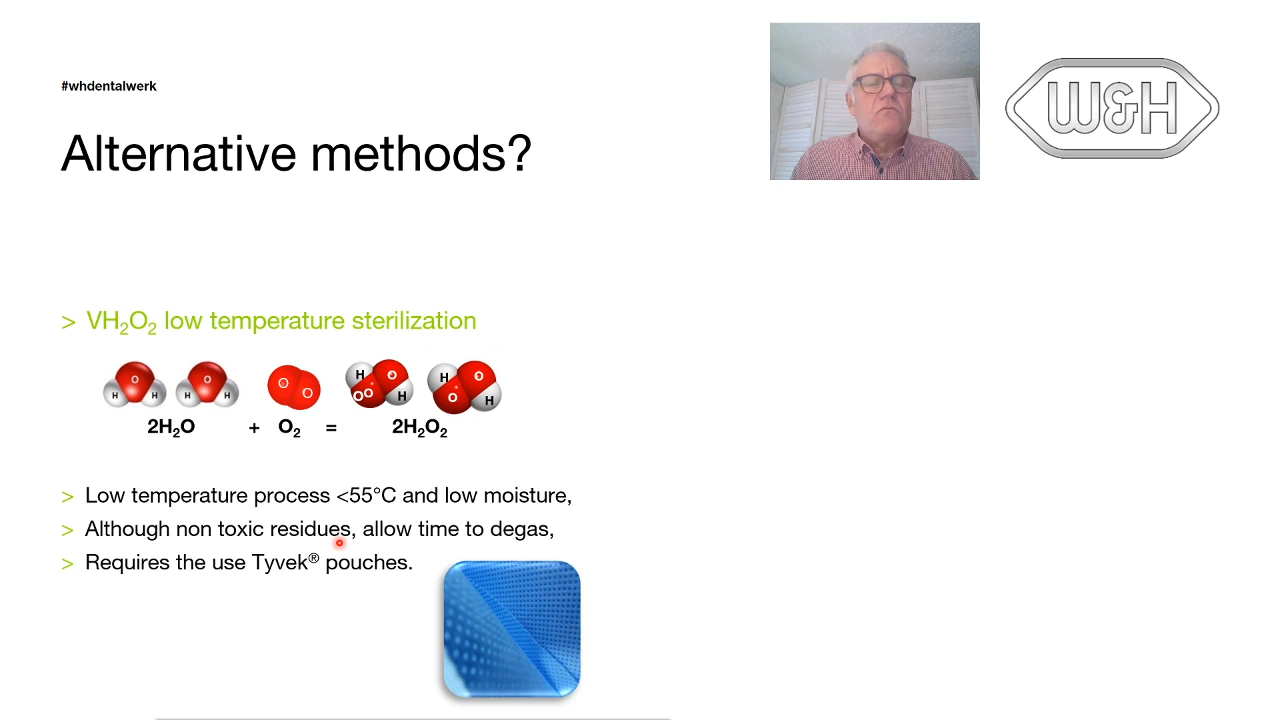 #whdentalwerk
W&H
Alternative methods?
> VH₂O₂ low temperature sterilization
O O O O H O H O
H H H H O OO H O H
2H₂O + O₂ = 2H₂O₂
> Low temperature process <55°C and low moisture,
> Although non toxic residues, allow time to degas,
> Requires the use Tyvek® pouches.